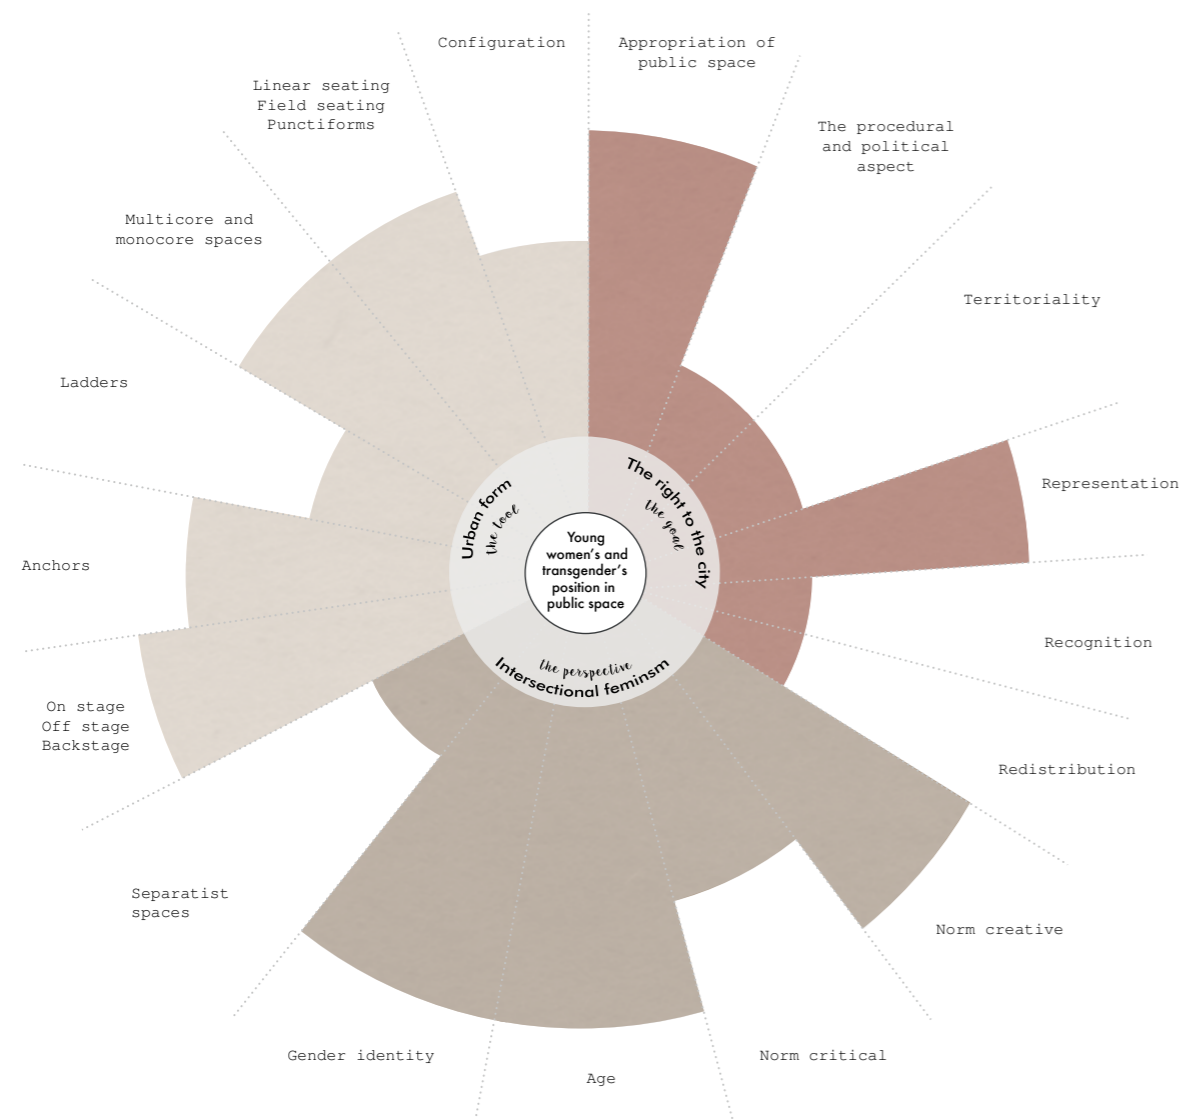 Configuration
Appropriation of
public space
Linear seating
Field seating
Punctiforms
The procedural
and political
aspect
Multicore and
monocore spaces
Territoriality
Ladders
Representation
Anchors
Recognition
On stage
Off stage
Backstage
Redistribution
Separatist
spaces
Norm creative
Gender identity
Age
Norm critical
Urban form
the tool
The right to the city
the goal
Young
women's and
transgender's
position in
public space
the perspective
Intersectional feminsm